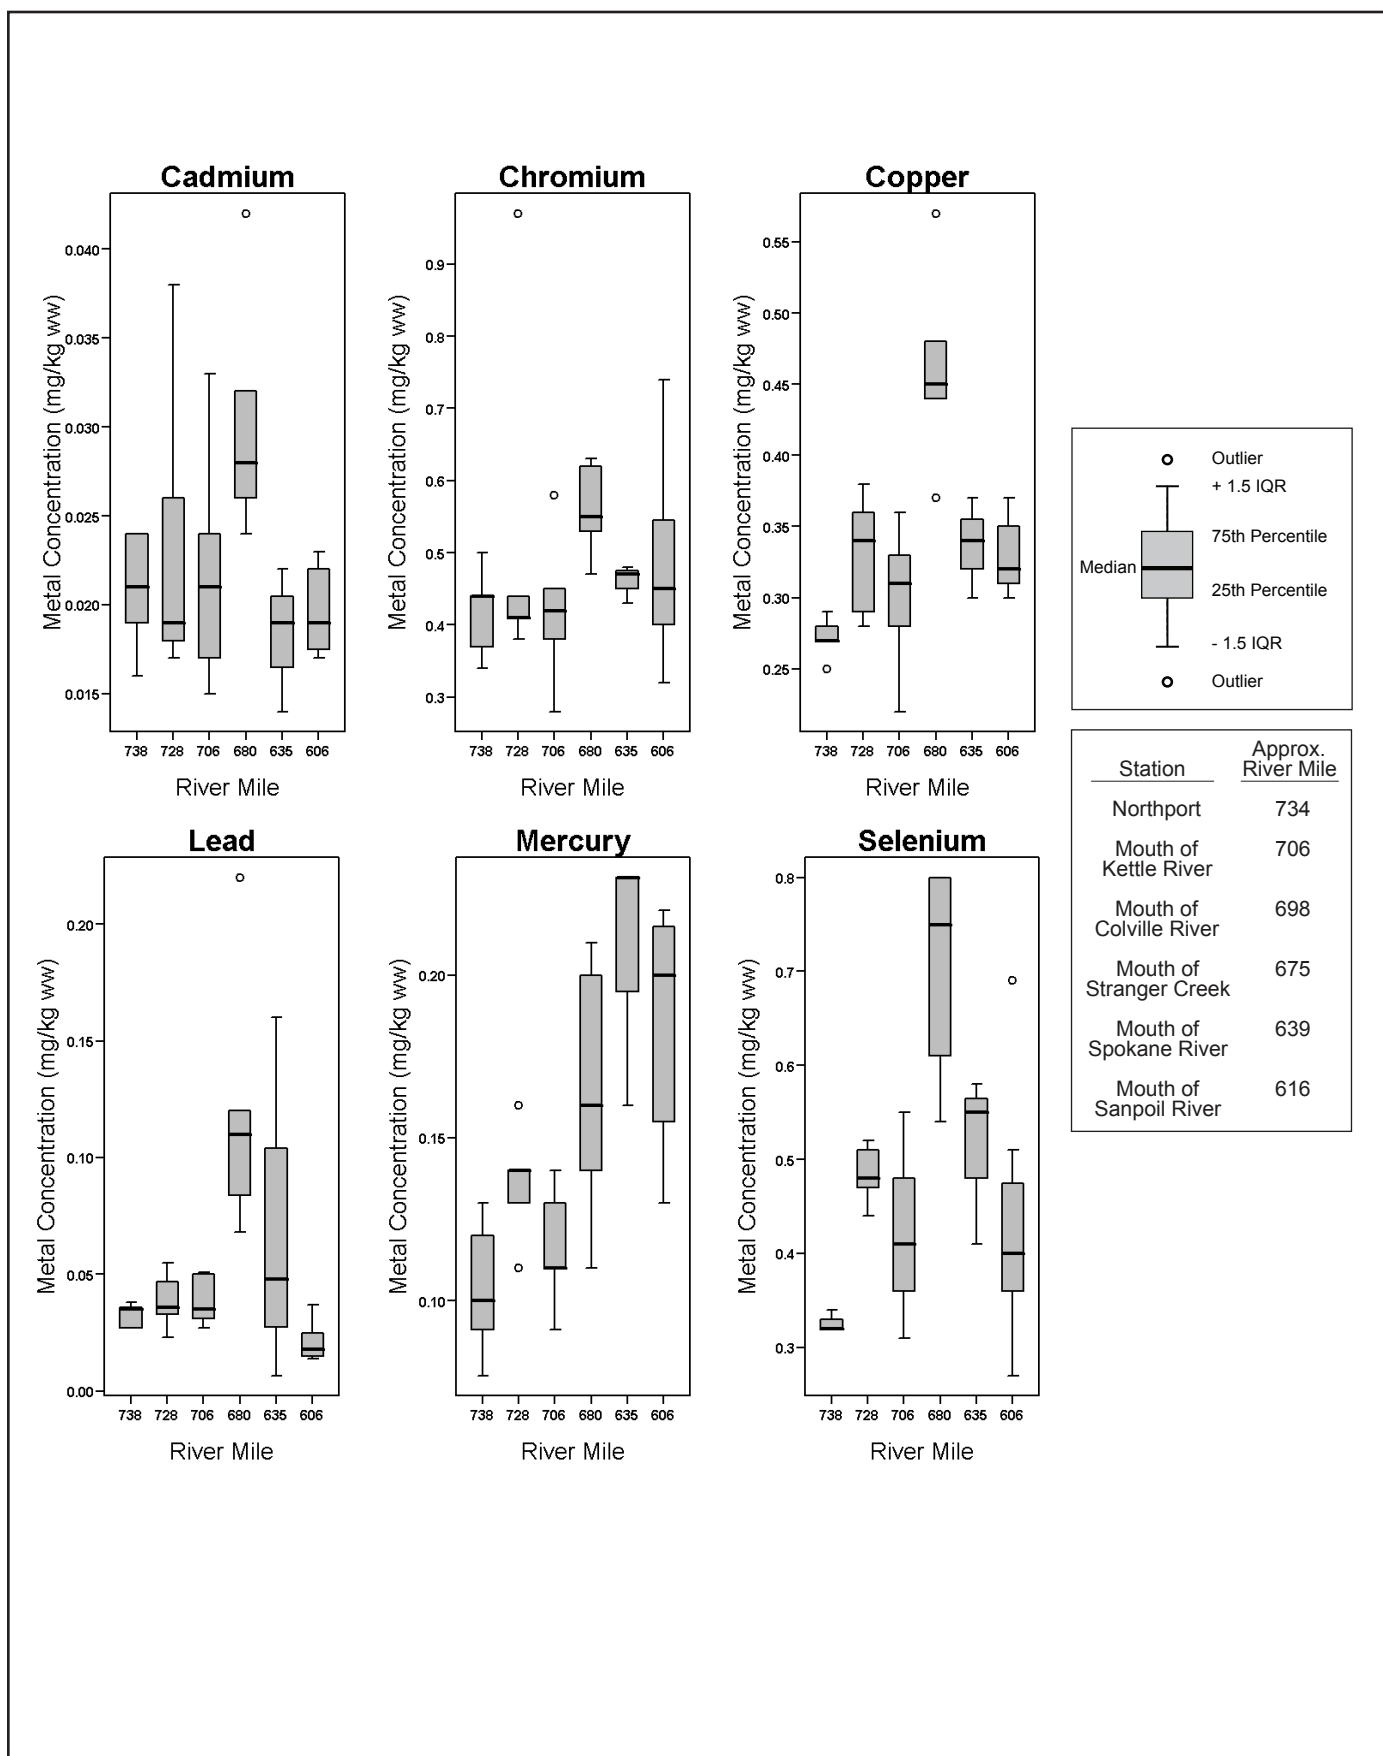 Cadmium
Metal Concentration (mg/kg ww)
0.040
0.035
0.030
0.025
0.020
0.015
738 728 706 680 635 606
River Mile
Chromium
Metal Concentration (mg/kg ww)
0.9
0.8
0.7
0.6
0.5
0.4
0.3
738 728 706 680 635 606
River Mile
Copper
Metal Concentration (mg/kg ww)
0.55
0.50
0.45
0.40
0.35
0.30
0.25
738 728 706 680 635 606
River Mile
Outlier
+ 1.5 IQR
75th Percentile
Median
25th Percentile
- 1.5 IQR
Outlier
Approx.
Station River Mile
Northport 734
Mouth of
Kettle River 706
Mouth of
Colville River 698
Mouth of
Stranger Creek 675
Mouth of
Spokane River 639
Mouth of
Sanpoil River 616
Lead
Metal Concentration (mg/kg ww)
0.20
0.15
0.10
0.05
0.00
738 728 706 680 635 606
River Mile
Mercury
Metal Concentration (mg/kg ww)
0.20
0.15
0.10
738 728 706 680 635 606
River Mile
Selenium
Metal Concentration (mg/kg ww)
0.8
0.7
0.6
0.5
0.4
0.3
738 728 706 680 635 606
River Mile